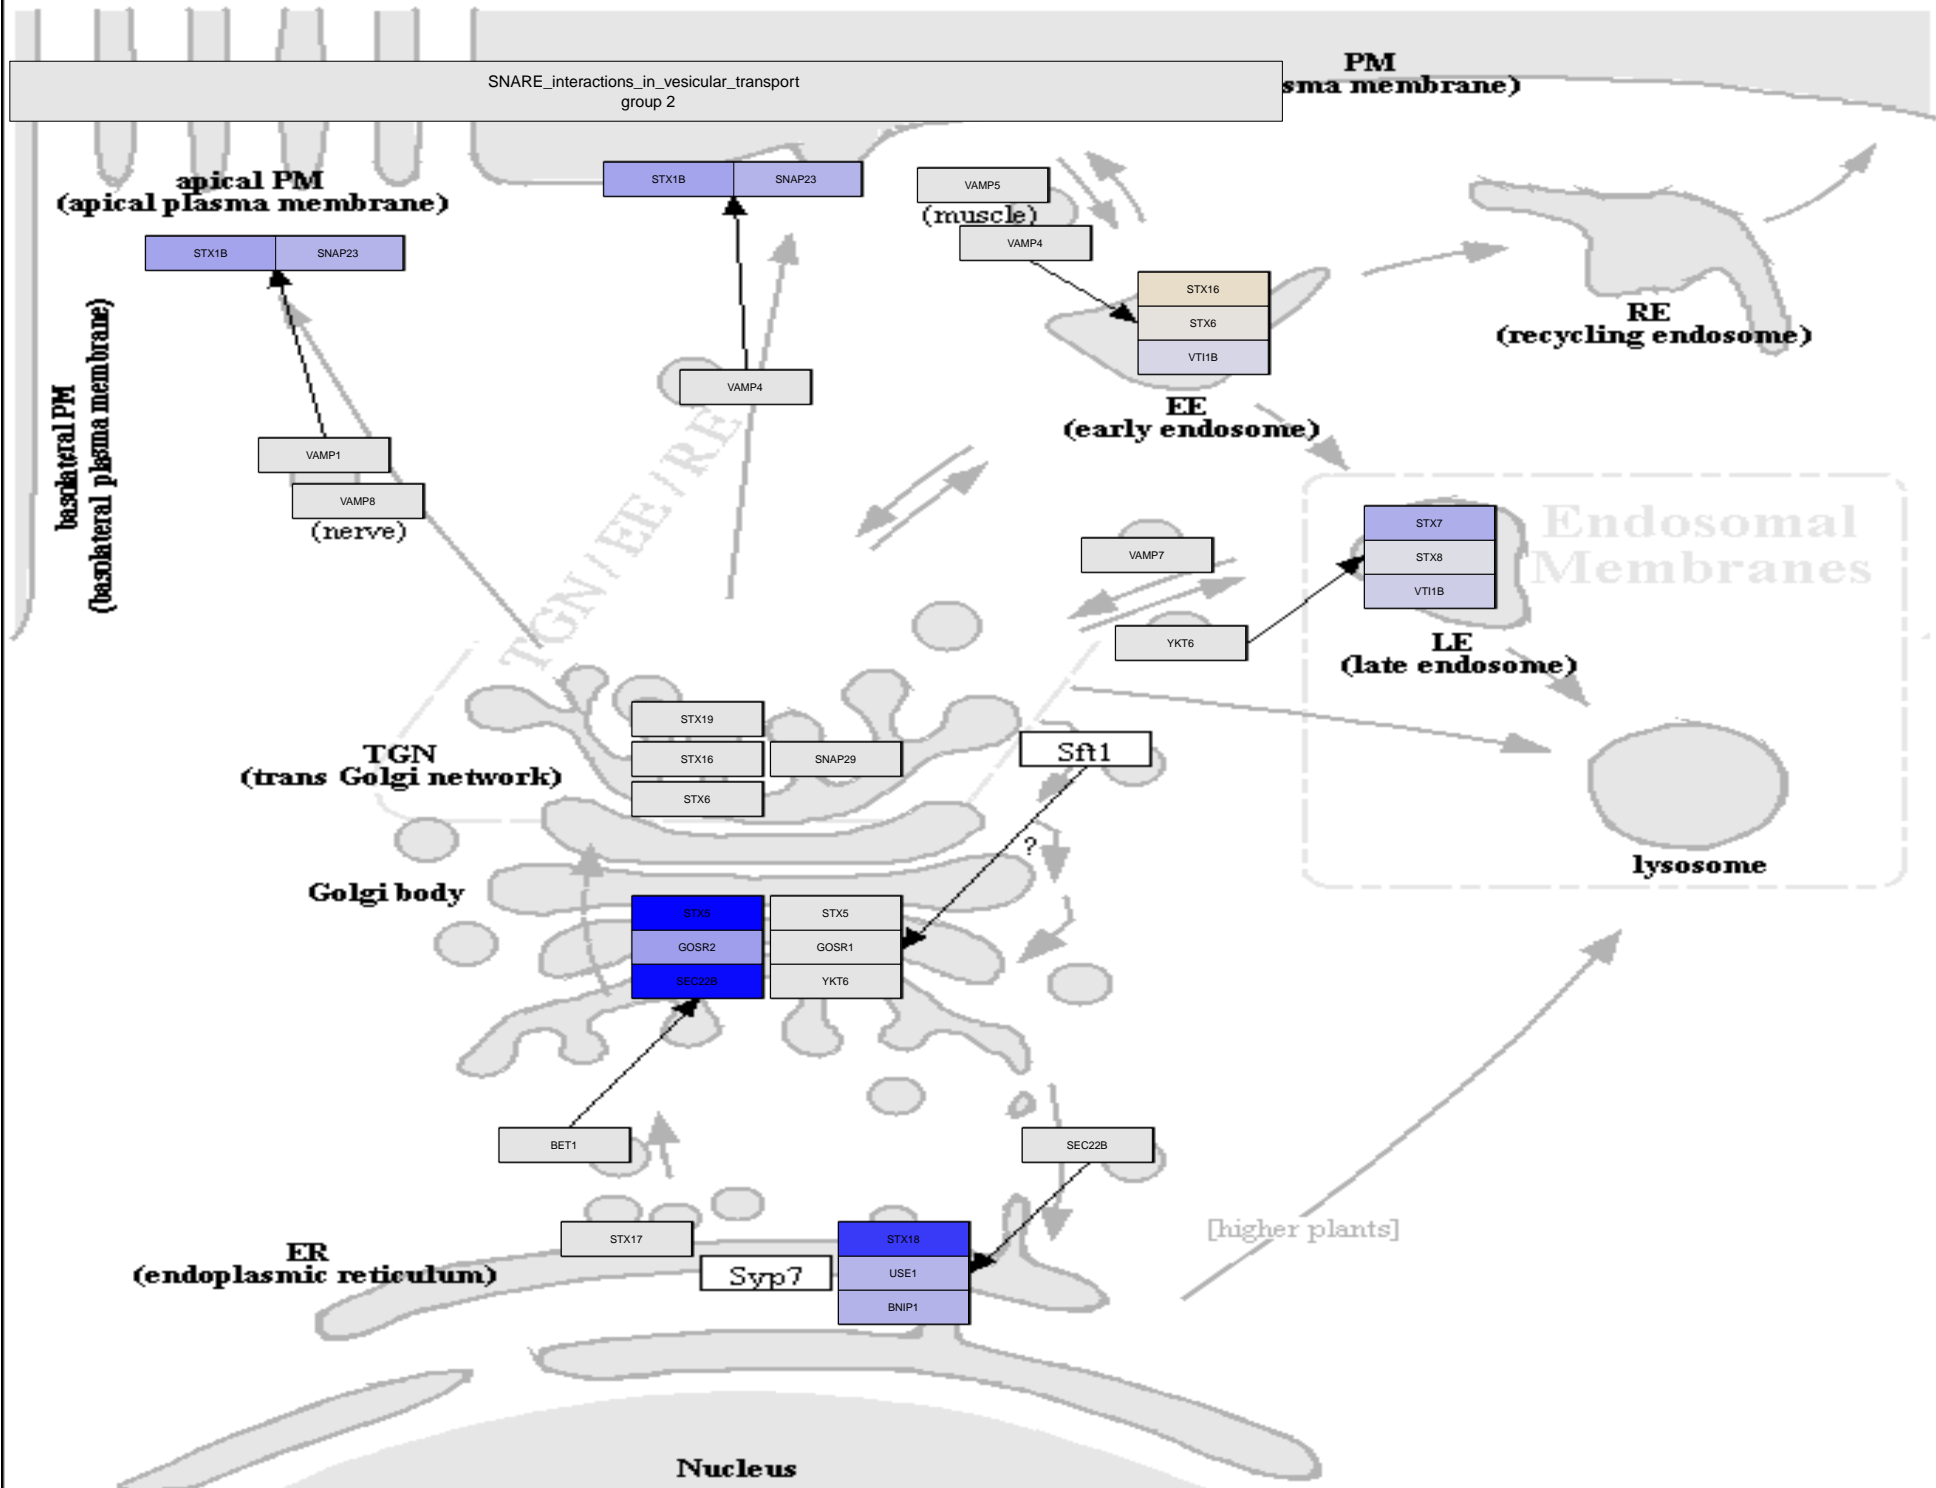 PM
sma membrane)
SNARE_interactions_in_vesicular_transport
group 2
apical PM
(apical plasma membrane)
STX1B
SNAP23
VAMP5
(muscle)
VAMP4
STX1B
SNAP23
STX16
STX6
VTI1B
RE
(recycling endosome)
basolateral PM
(basolateral plasma membrane)
VAMP4
EE
(early endosome)
VAMP1
VAMP8
(nerve)
TGN/EE/RE
Endosomal
Membranes
STX7
STX8
VTI1B
VAMP7
YKT6
LE
(late endosome)
STX19
STX16
SNAP29
STX6
TGN
(trans Golgi network)
Sft1
?
lysosome
Golgi body
STX5
GOSR2
SEC22B
STX5
GOSR1
YKT6
BET1
SEC22B
[higher plants]
STX17
STX18
USE1
BNIP1
Syp7
ER
(endoplasmic reticulum)
Nucleus